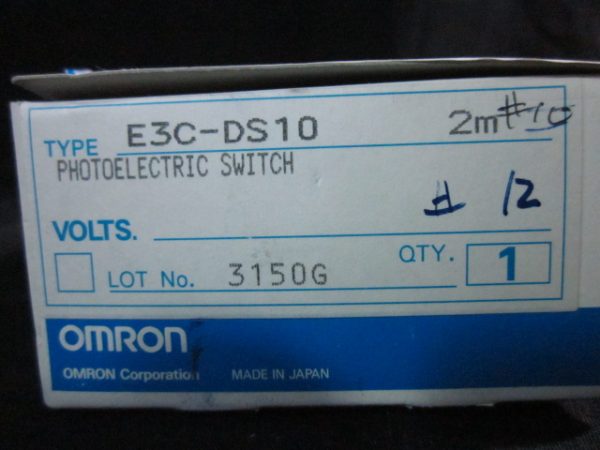 TYPE E3C-DS10 2m #10
PHOTOELECTRIC SWITCH
# 12
VOLTS.
LOT No. 3150G QTY. 1
OMRON
OMRON Corporation MADE IN JAPAN